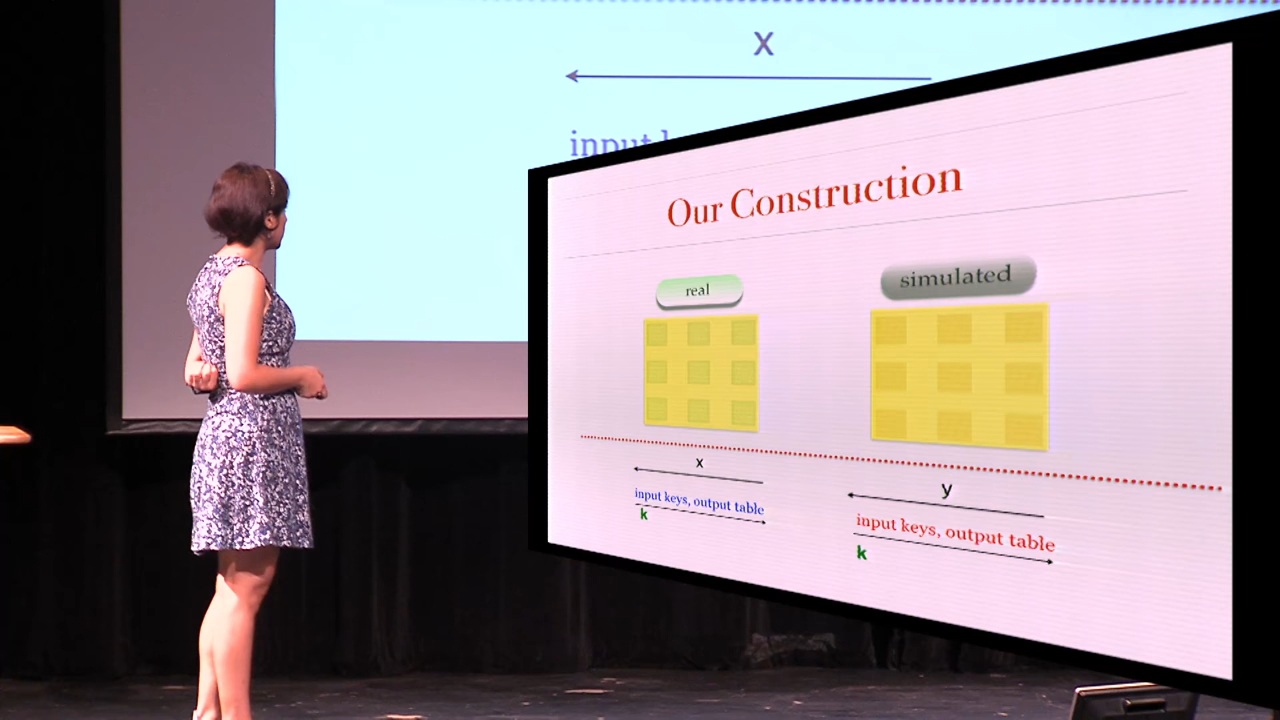 X
input
Our Construction
real
simulated
x
input keys, output table
k
y
input keys, output table
k